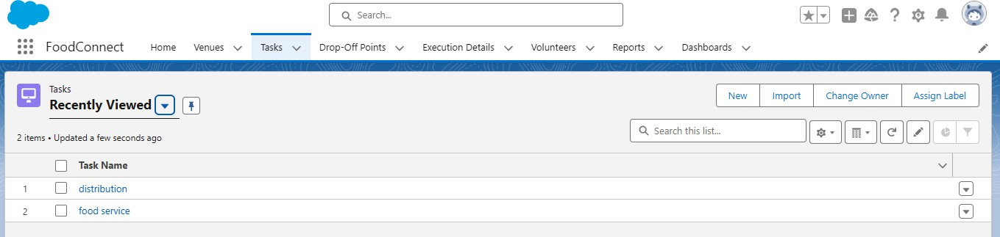 Search...
FoodConnect Home Venues Tasks Drop-Off Points Execution Details Volunteers Reports Dashboards
Tasks
Recently Viewed
New Import Change Owner Assign Label
2 items • Updated a few seconds ago
Search this list...
Task Name
1 distribution
2 food service